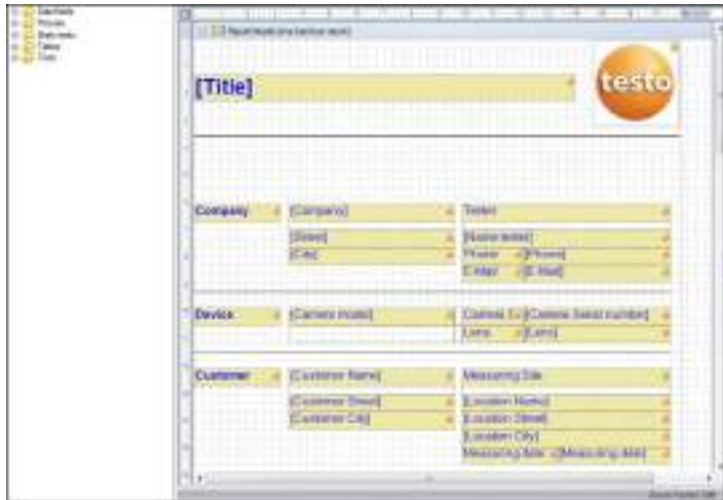 [Title]
testo
Company
[Company]
Tester
[Street]
[Name tester]
[City]
Phone
[Phone]
E-Mail
[E-Mail]
Device
[Camera model]
[Camera Serial number]
Lens
[Lens]
Customer
[Customer Name]
Measuring Site
[Customer Street]
[Location Name]
[Customer City]
[Location Street]
[Location City]
Measuring date
[Measuring date]